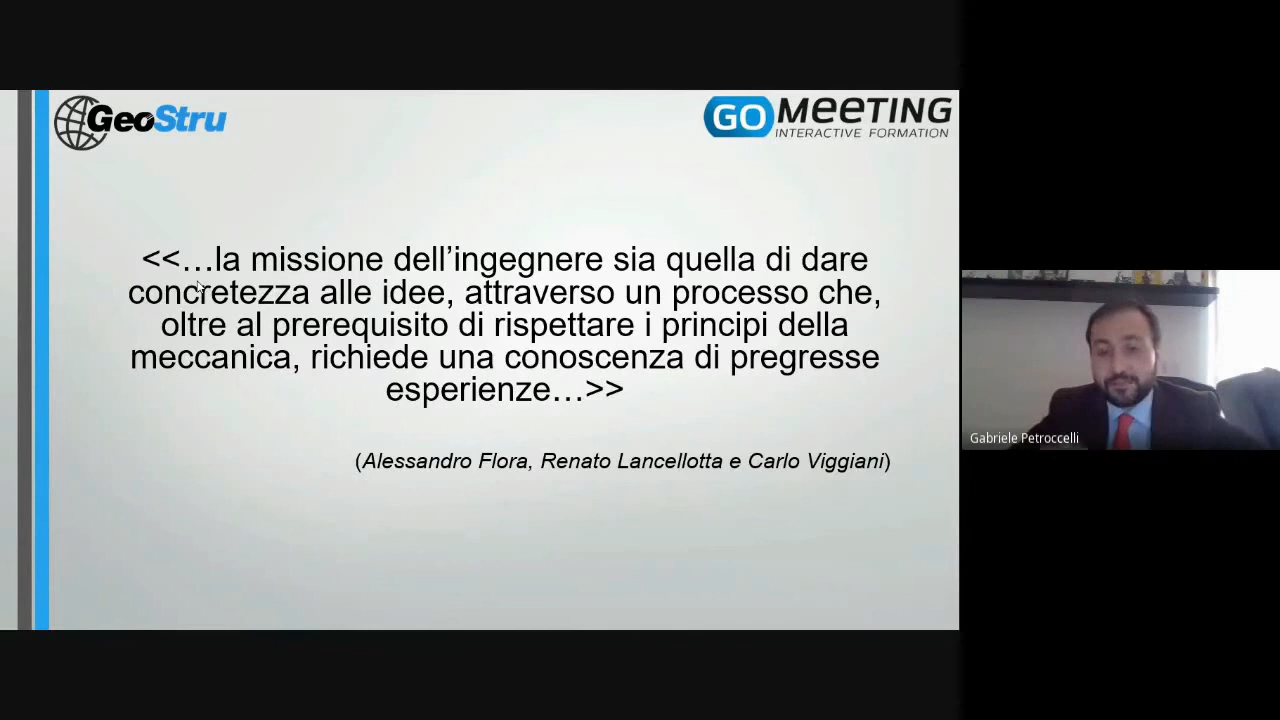 GeoStru
GO MEETING
INTERACTIVE FORMATION
<<…la missione dell’ingegnere sia quella di dare
concretezza alle idee, attraverso un processo che,
oltre al prerequisito di rispettare i principi della
meccanica, richiede una conoscenza di pregresse
esperienze…>>
(Alessandro Flora, Renato Lancellotta e Carlo Viggiani)
Gabriele Petroccelli